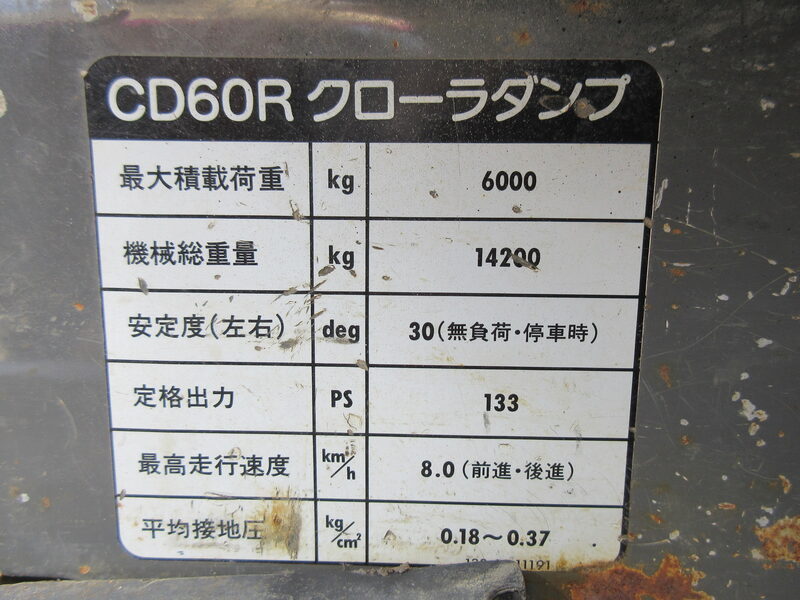 CD60R クローラダンプ
最大積載荷重 kg 6000
機械総重量 kg 14200
安定度(左右) deg 30(無負荷・停車時)
定格出力 PS 133
最高走行速度 km/h 8.0(前進・後進)
平均接地圧 kg/cm² 0.18〜0.37